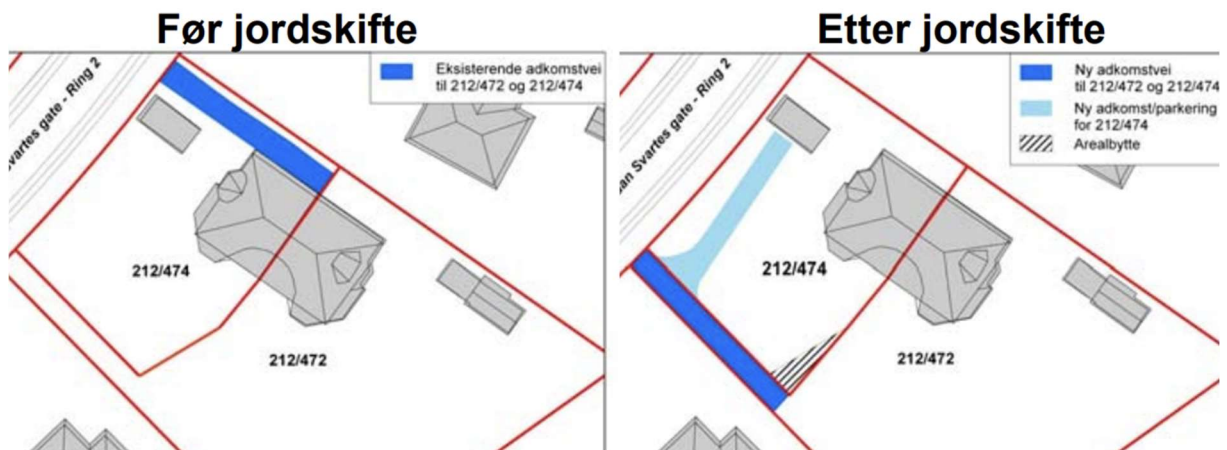 Før jordskifte
Eksisterende adkomstvei
til 212/472 og 212/474
Svartes gate - Ring 2
212/474
212/472
Etter jordskifte
Ny adkomstvei
til 212/472 og 212/474
Ny adkomst/parkering
for 212/474
Arealbytte
Svartes gate - Ring 2
212/474
212/472